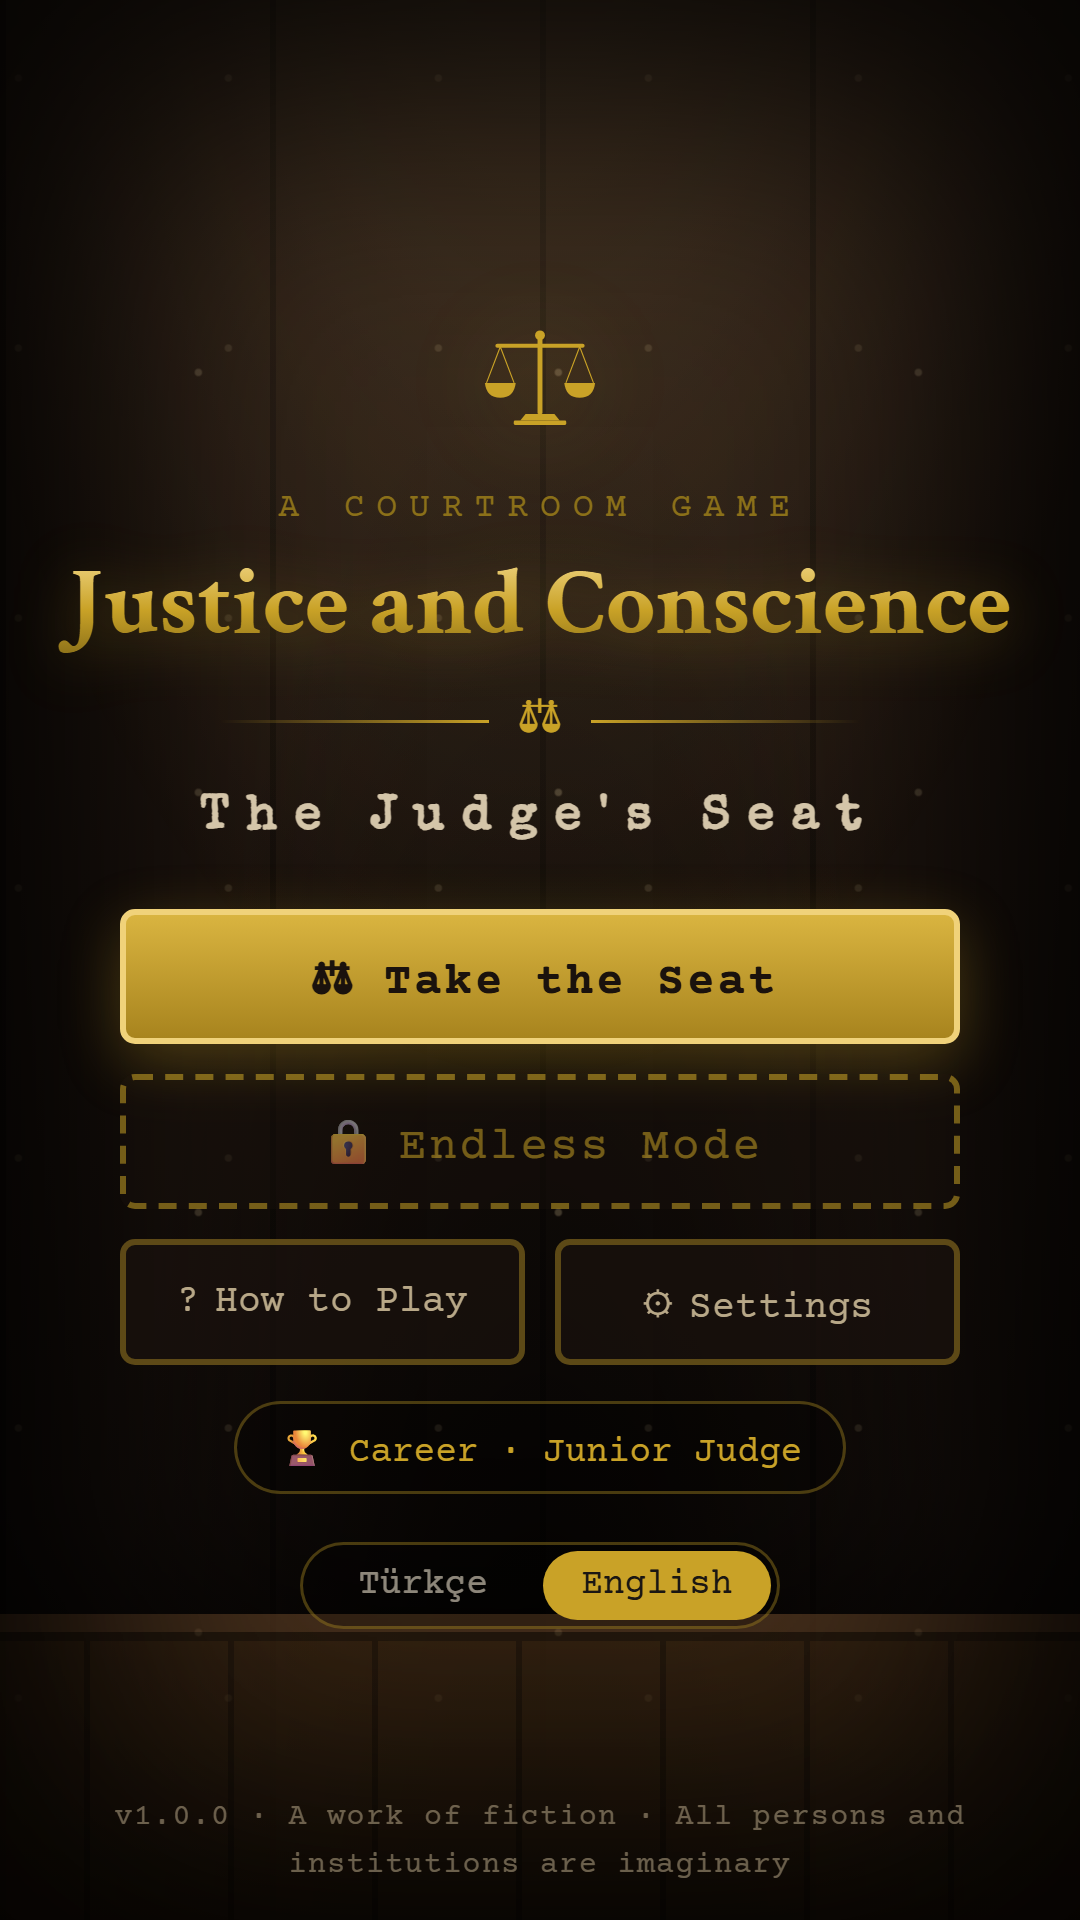 A COURTROOM GAME
Justice and Conscience
The Judge's Seat
Take the Seat
Endless Mode
? How to Play
Settings
Career · Junior Judge
Türkçe
English
v1.0.0 · A work of fiction · All persons and
institutions are imaginary